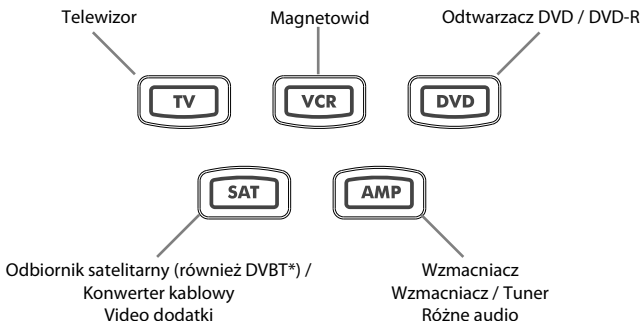 Telewizor
Magnetowid
Odtwarzacz DVD / DVD-R
TV
VCR
DVD
SAT
AMP
Odbiornik satelitarny (również DVBT*) /
Konwerter kablowy
Video dodatki
Wzmacniacz
Wzmacniacz / Tuner
Różne audio